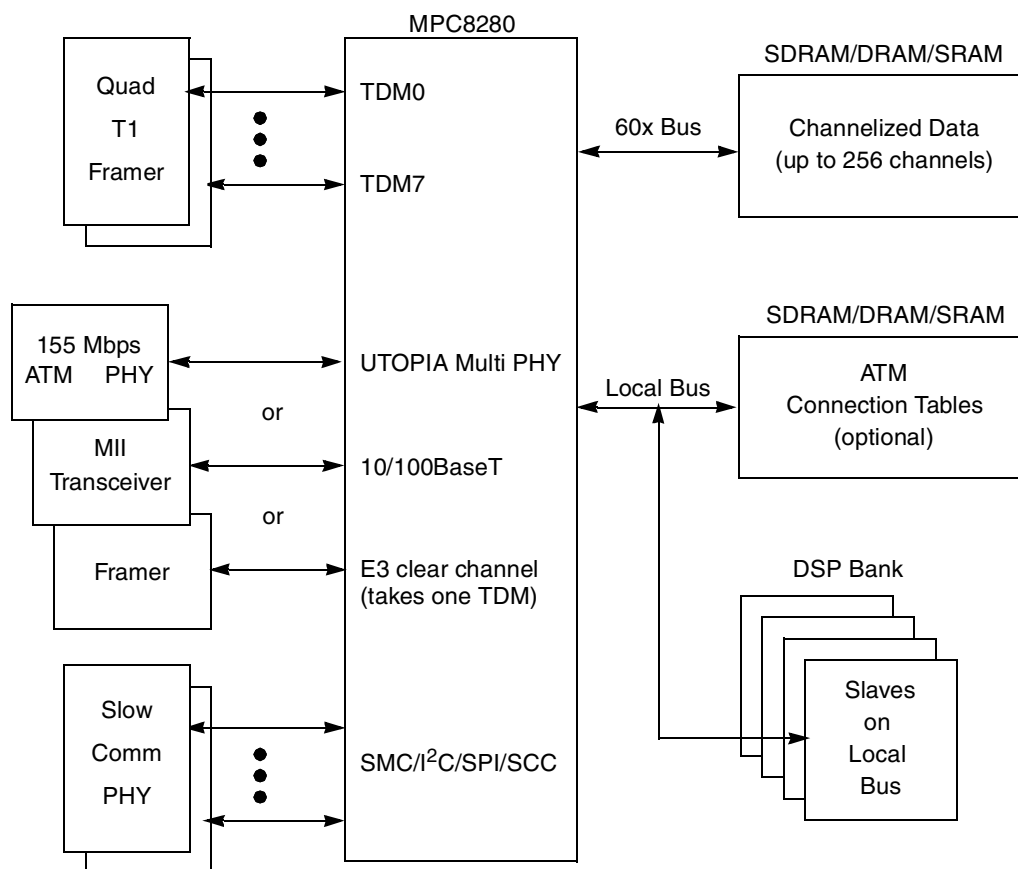 MPC8280
Quad
T1
Framer
TDM0
TDM7
60x Bus
SDRAM/DRAM/SRAM
Channelized Data
(up to 256 channels)
155 Mbps
ATM PHY
UTOPIA Multi PHY
or
MII
Transceiver
10/100BaseT
or
Framer
E3 clear channel
(takes one TDM)
Local Bus
SDRAM/DRAM/SRAM
ATM
Connection Tables
(optional)
DSP Bank
Slaves
on
Local
Bus
Slow
Comm
PHY
SMC/I²C/SPI/SCC